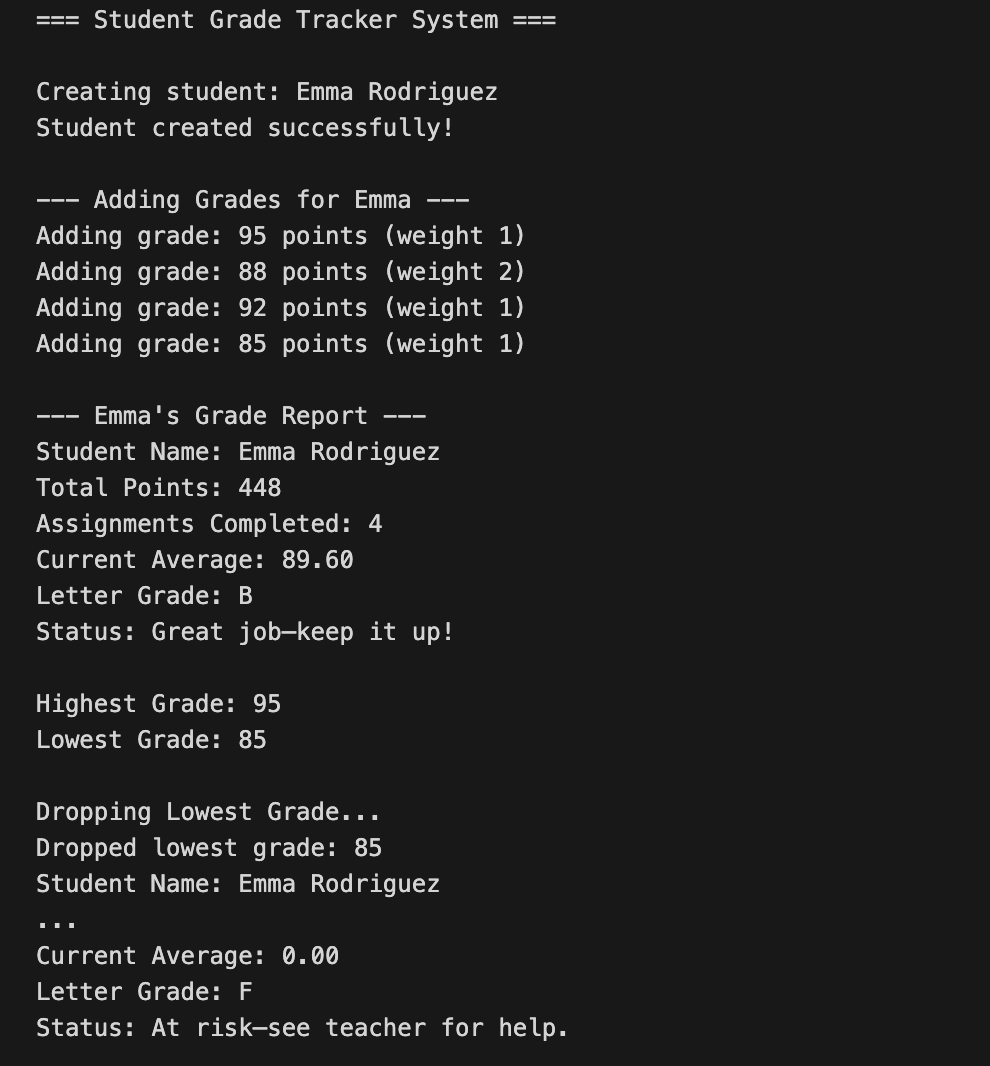 === Student Grade Tracker System ===
Creating student: Emma Rodriguez
Student created successfully!
--- Adding Grades for Emma ---
Adding grade: 95 points (weight 1)
Adding grade: 88 points (weight 2)
Adding grade: 92 points (weight 1)
Adding grade: 85 points (weight 1)
--- Emma's Grade Report ---
Student Name: Emma Rodriguez
Total Points: 448
Assignments Completed: 4
Current Average: 89.60
Letter Grade: B
Status: Great job—keep it up!
Highest Grade: 95
Lowest Grade: 85
Dropping Lowest Grade...
Dropped lowest grade: 85
Student Name: Emma Rodriguez
...
Current Average: 0.00
Letter Grade: F
Status: At risk—see teacher for help.